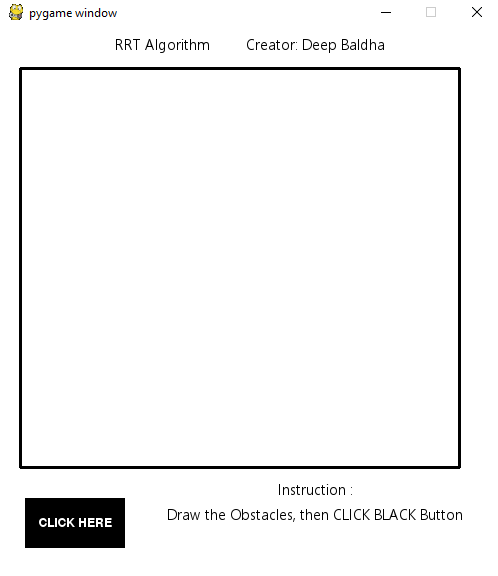 pygame window
RRT Algorithm Creator: Deep Baldha
Instruction :
Draw the Obstacles, then CLICK BLACK Button
CLICK HERE